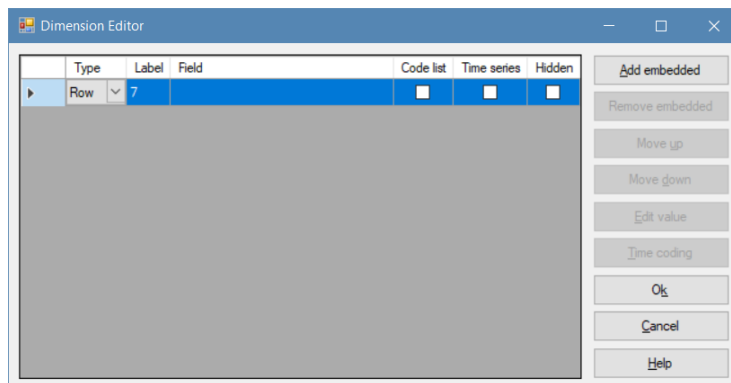 Dimension Editor
Type Label Field Code list Time series Hidden
Row 7
Add embedded
Remove embedded
Move up
Move down
Edit value
Time coding
Ok
Cancel
Help